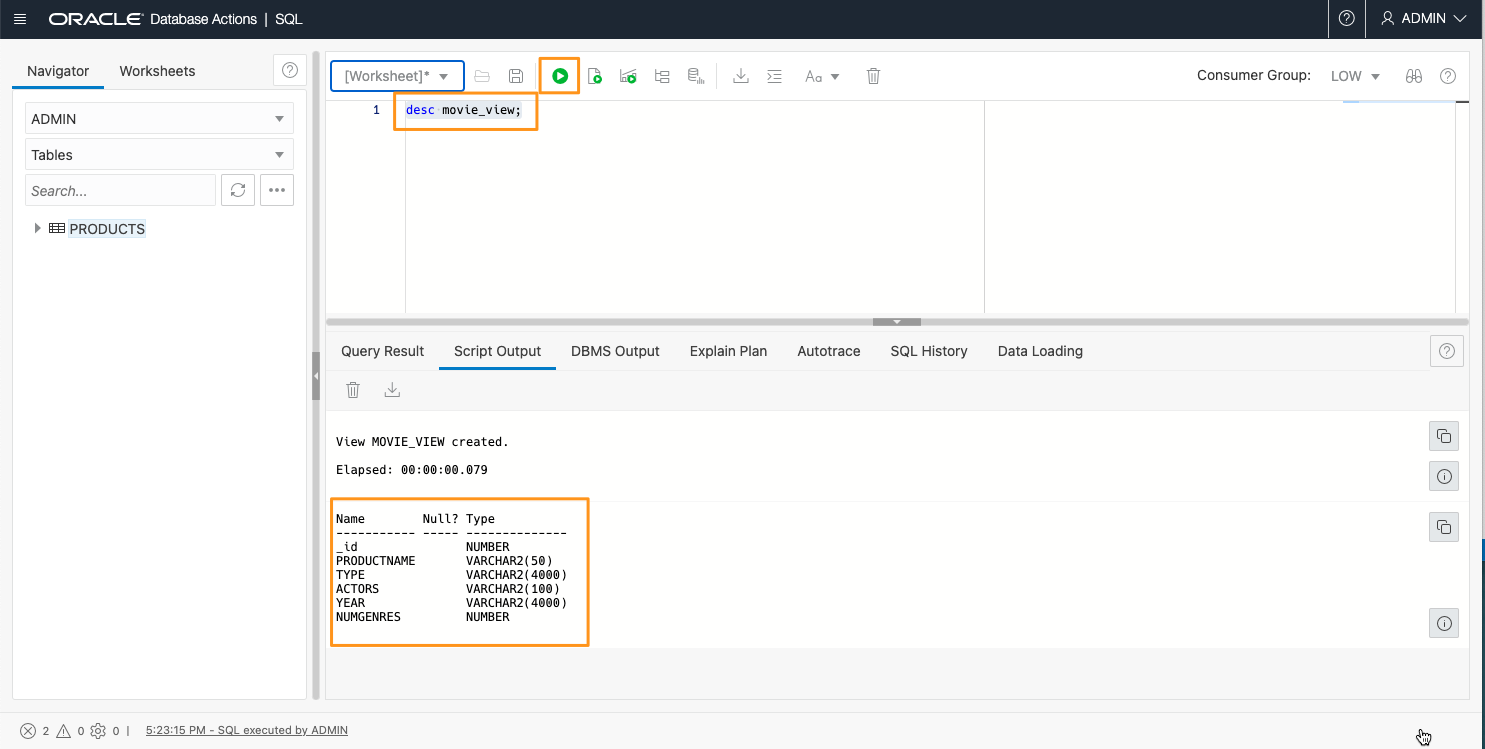 ORACLE Database Actions | SQL
ADMIN
Navigator Worksheets
ADMIN
Tables
Search...
PRODUCTS
[Worksheet]*
Aa
Consumer Group: LOW
1 desc movie_view;
Query Result Script Output DBMS Output Explain Plan Autotrace SQL History Data Loading
View MOVIE_VIEW created.
Elapsed: 00:00:00.079
Name Null? Type
----------- ----- --------------
_id NUMBER
PRODUCTNAME VARCHAR2(50)
TYPE VARCHAR2(4000)
ACTORS VARCHAR2(100)
YEAR VARCHAR2(4000)
NUMGENRES NUMBER
2 0 0 | 5:23:15 PM - SQL executed by ADMIN